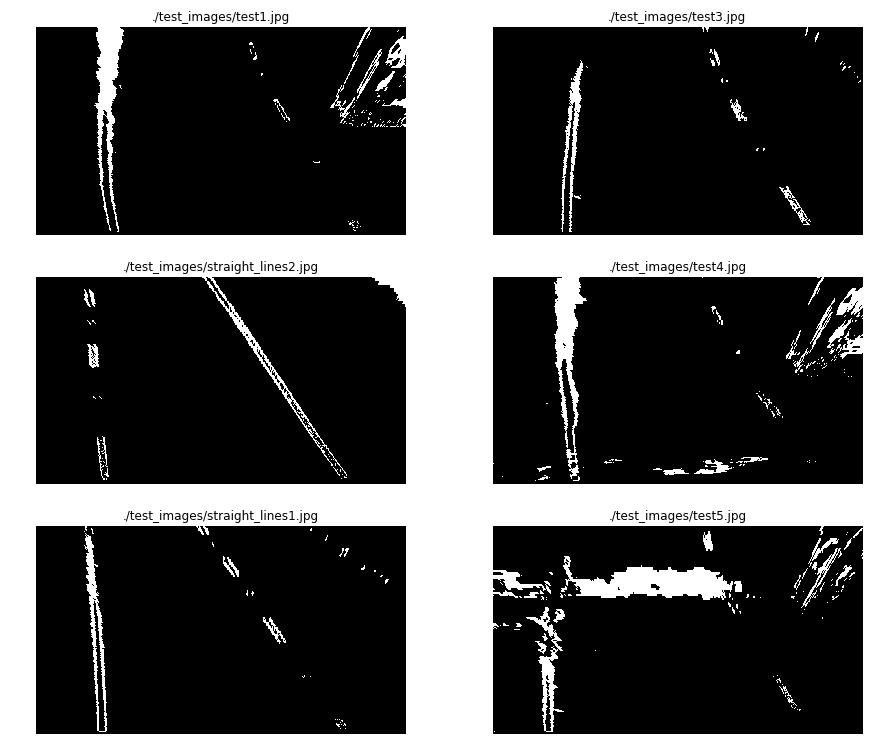 ./test_images/test1.jpg
./test_images/test3.jpg
./test_images/straight_lines2.jpg
./test_images/test4.jpg
./test_images/straight_lines1.jpg
./test_images/test5.jpg